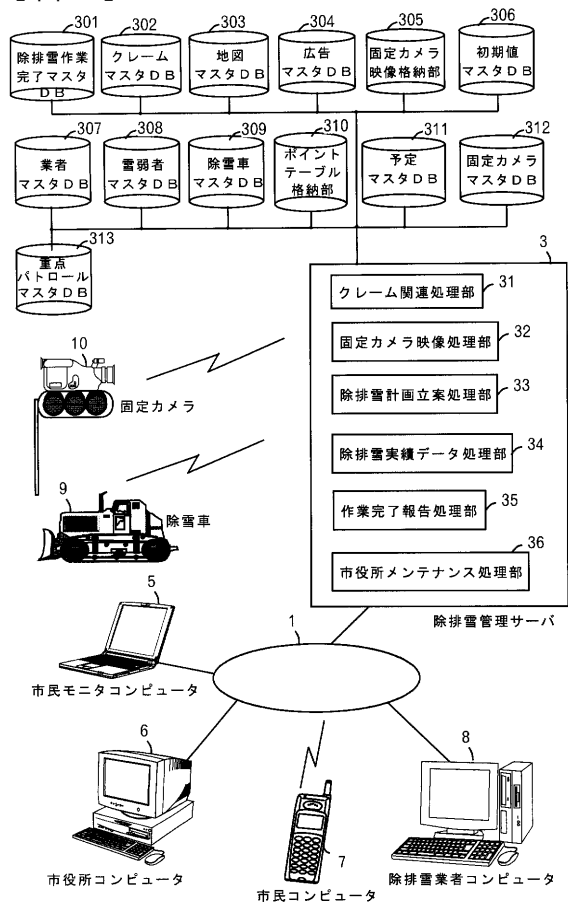 301
302
303
304
305
306
除排雪作業
完了マスタ
ＤＢ
クレーム
マスタＤＢ
地図
マスタＤＢ
広告
マスタＤＢ
固定カメラ
映像格納部
初期値
マスタＤＢ
307
308
309
310
311
312
業者
マスタＤＢ
雪弱者
マスタＤＢ
除雪車
マスタＤＢ
ポイント
テーブル
格納部
予定
マスタＤＢ
固定カメラ
マスタＤＢ
313
重点
パトロール
マスタＤＢ
3
クレーム関連処理部
31
固定カメラ映像処理部
32
除排雪計画立案処理部
33
除排雪実績データ処理部
34
作業完了報告処理部
35
市役所メンテナンス処理部
36
除排雪管理サーバ
10
固定カメラ
9
除雪車
5
市民モニタコンピュータ
1
6
市役所コンピュータ
7
市民コンピュータ
8
除排雪業者コンピュータ